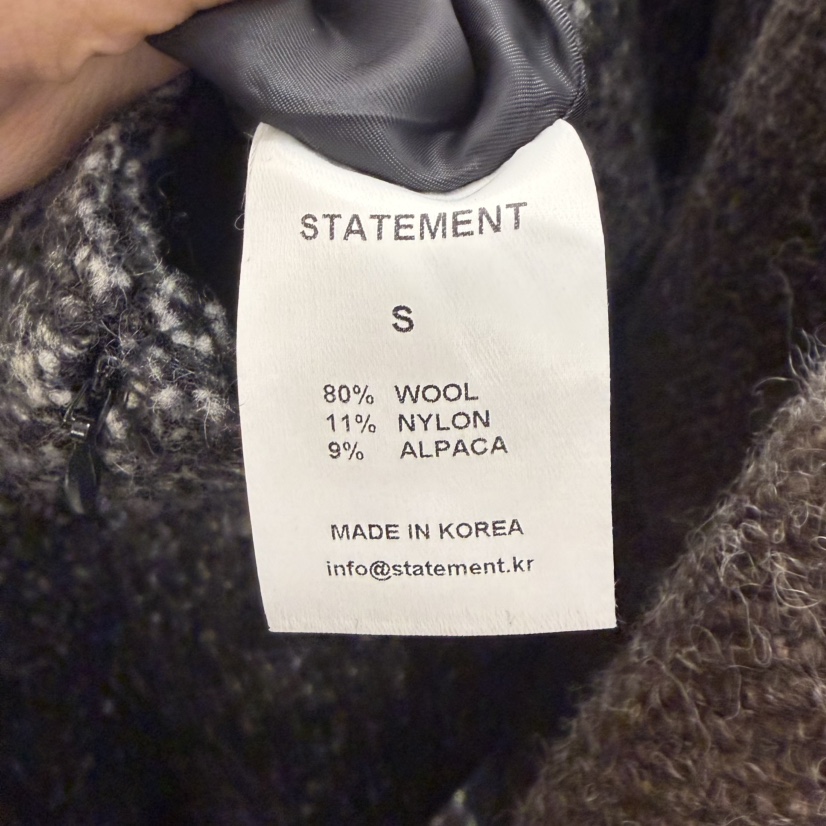 STATEMENT
S
80% WOOL
11% NYLON
9% ALPACA
MADE IN KOREA
info@statement.kr